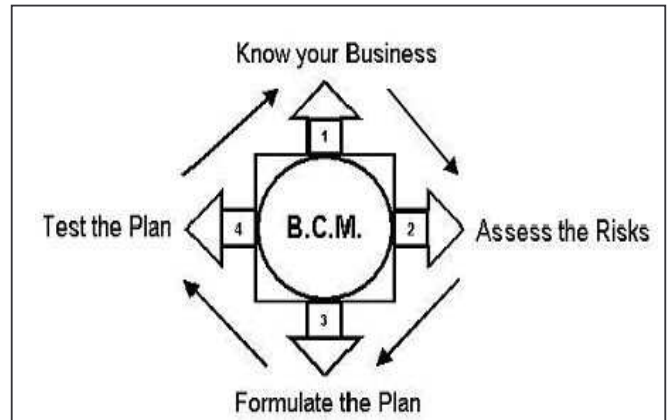 Know your Business
1
Test the Plan
4
B.C.M.
2
Assess the Risks
3
Formulate the Plan